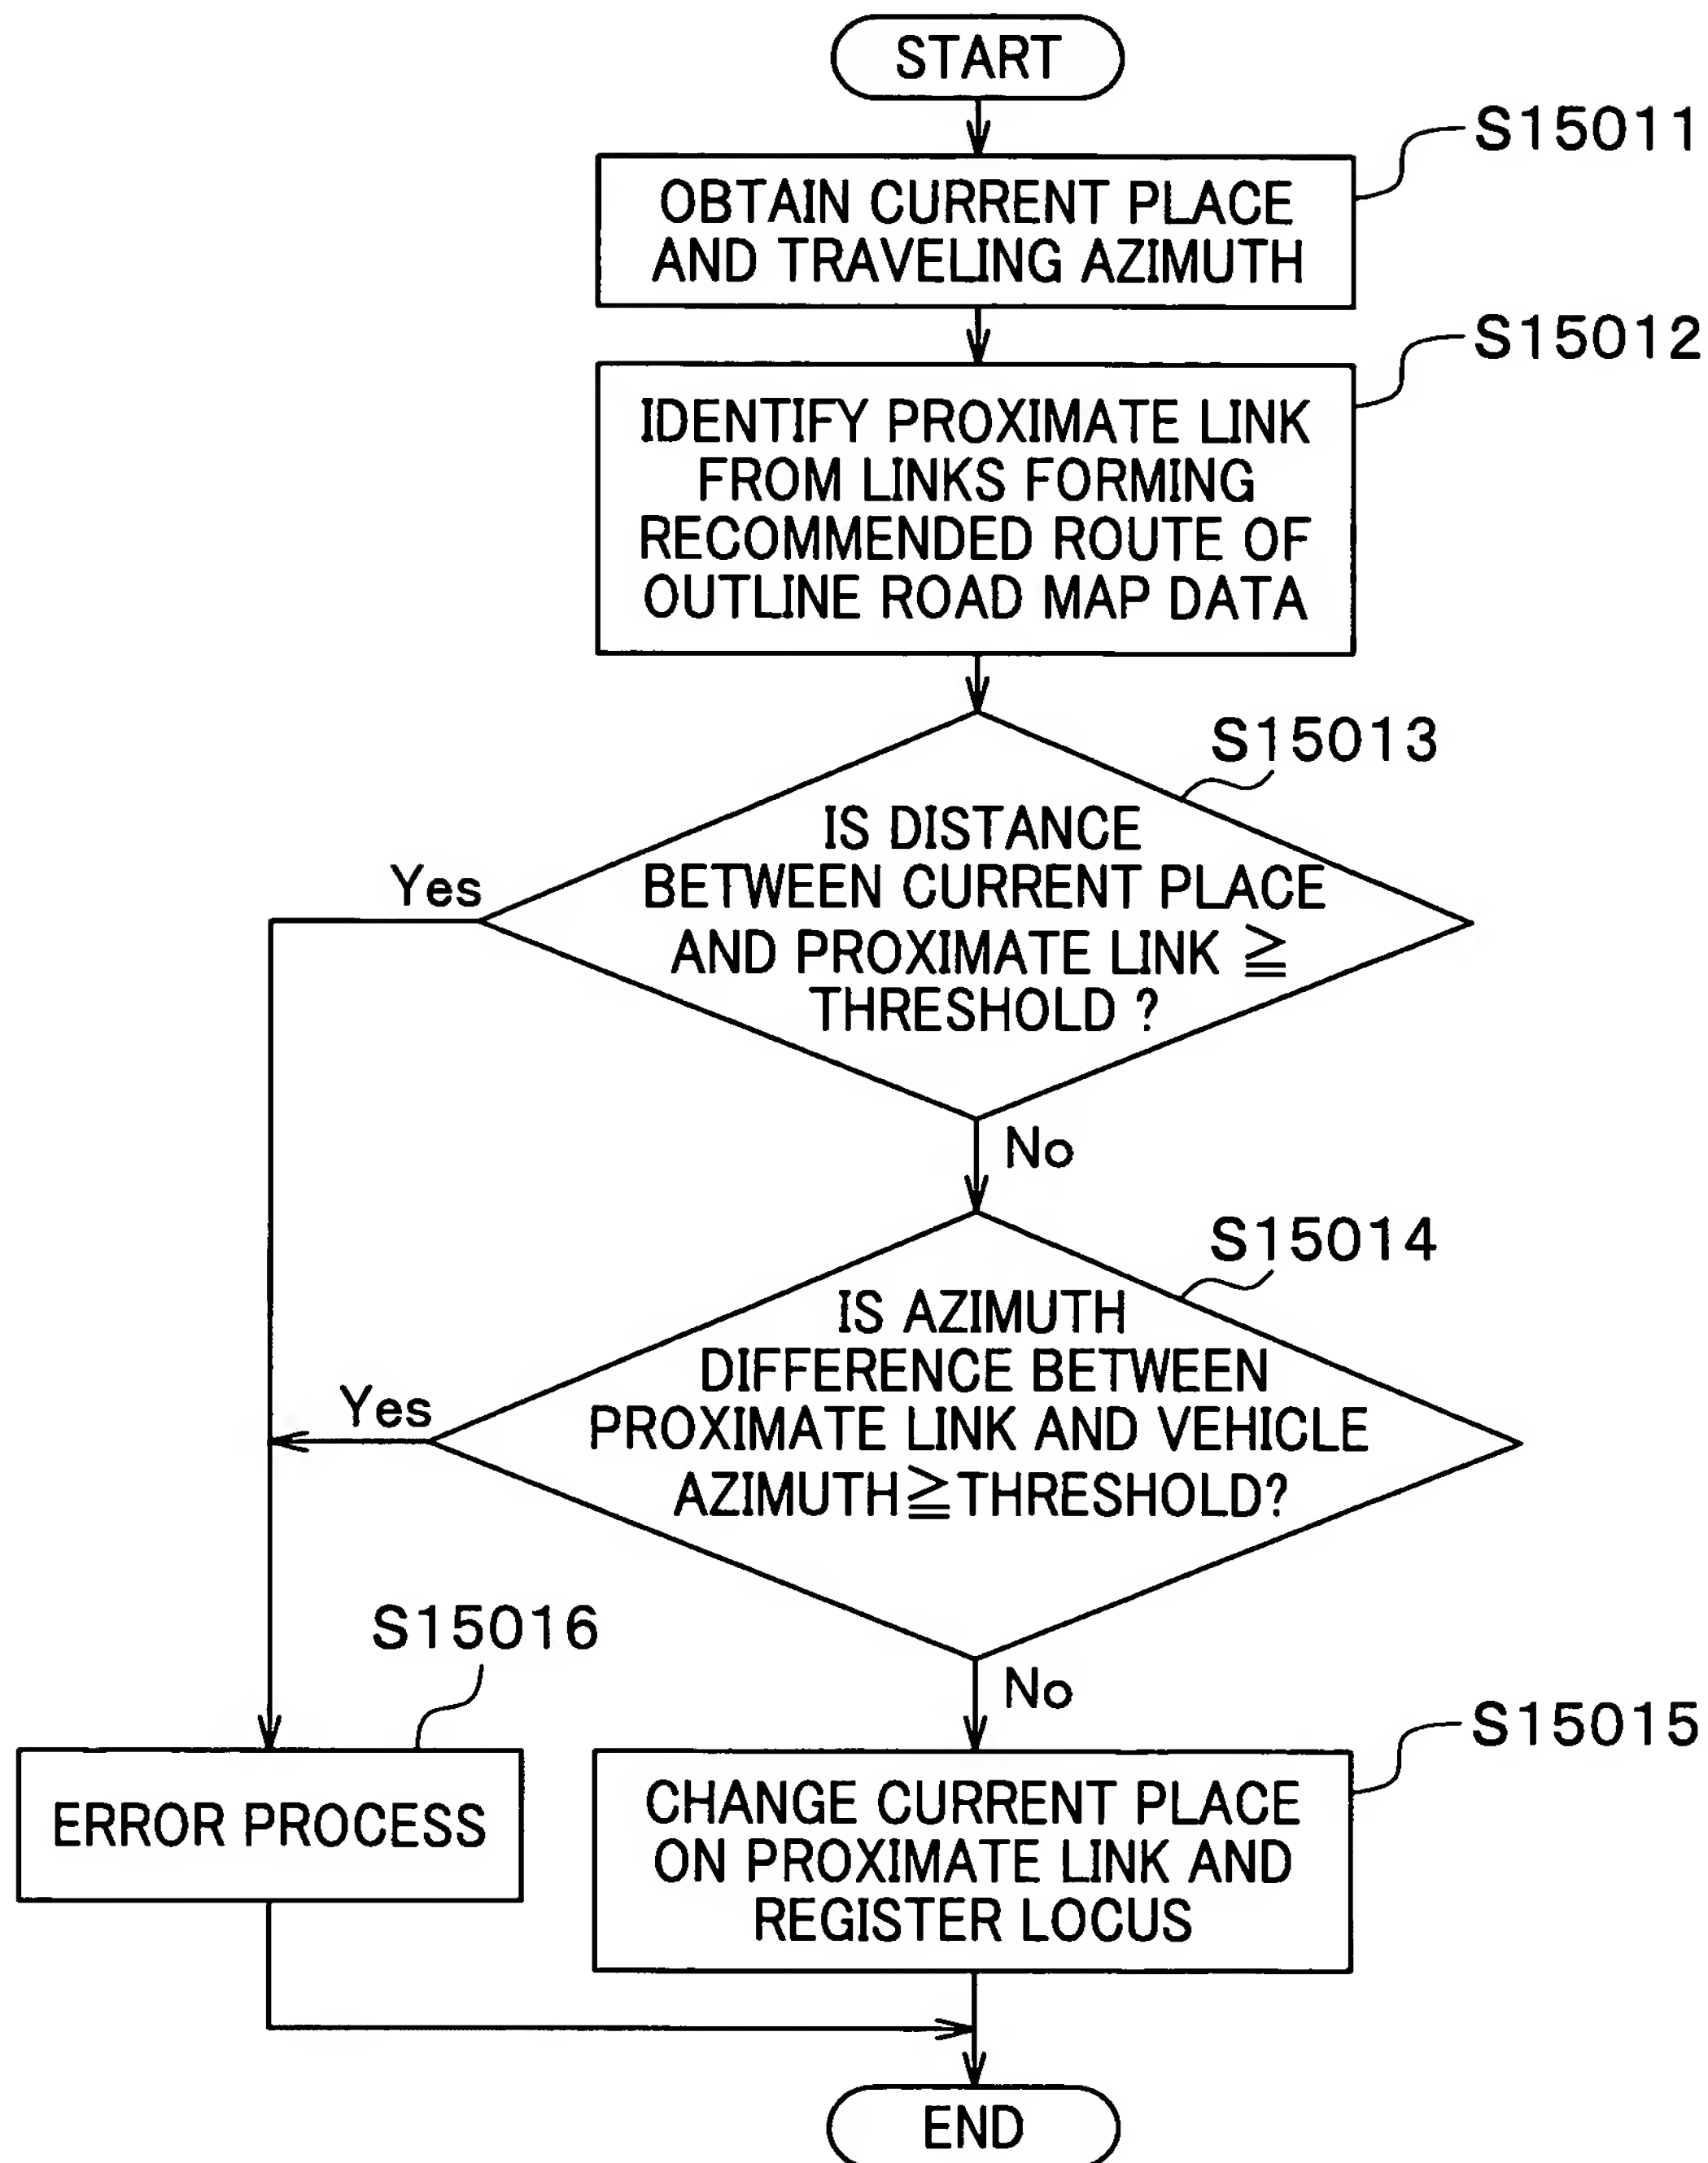 START
S15011
OBTAIN CURRENT PLACE
AND TRAVELING AZIMUTH
S15012
IDENTIFY PROXIMATE LINK
FROM LINKS FORMING
RECOMMENDED ROUTE OF
OUTLINE ROAD MAP DATA
S15013
IS DISTANCE
BETWEEN CURRENT PLACE
AND PROXIMATE LINK ≧
THRESHOLD ?
Yes
No
S15014
IS AZIMUTH
DIFFERENCE BETWEEN
PROXIMATE LINK AND VEHICLE
AZIMUTH≧THRESHOLD?
Yes
No
S15016
ERROR PROCESS
S15015
CHANGE CURRENT PLACE
ON PROXIMATE LINK AND
REGISTER LOCUS
END